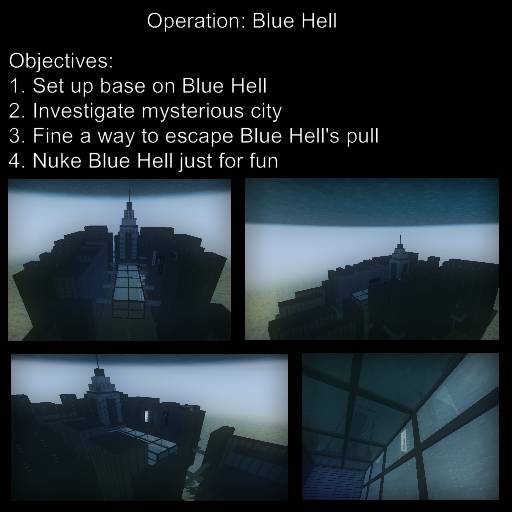 Operation: Blue Hell
Objectives:
1. Set up base on Blue Hell
2. Investigate mysterious city
3. Fine a way to escape Blue Hell's pull
4. Nuke Blue Hell just for fun